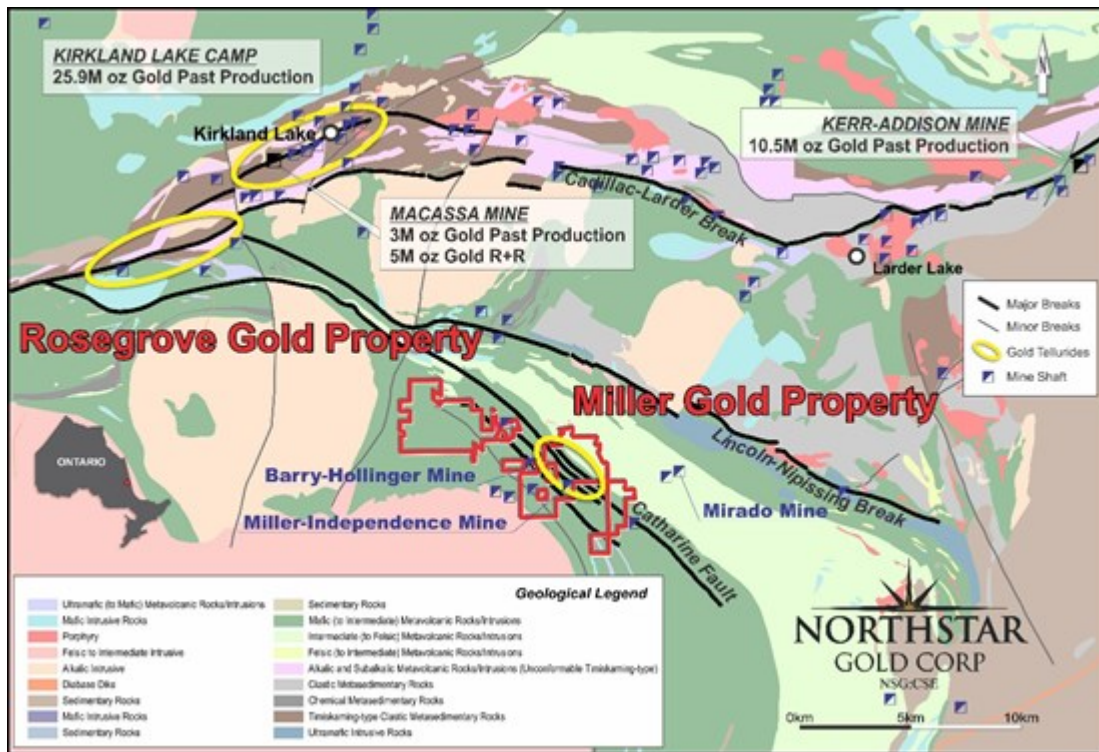 KIRKLAND LAKE CAMP
25.9M oz Gold Past Production
N
Kirkland Lake
KERR-ADDISON MINE
10.5M oz Gold Past Production
MACASSA MINE
3M oz Gold Past Production
5M oz Gold R+R
Cadillac-Larder Break
Larder Lake
Major Breaks
Minor Breaks
Gold Tellurides
Mine Shaft
Rosegrove Gold Property
Miller Gold Property
ONTARIO
Barry-Hollinger Mine
Miller-Independence Mine
Mirado Mine
Lincoln-Nipissing Break
Catharine Fault
Geological Legend
Ultramafic (to Mafic) Metavolcanic Rocks/Intrusions
Mafic Intrusive Rocks
Porphyry
Felsic to Intermediate Intrusive
Alkalic Intrusive
Diabase Dike
Sedimentary Rocks
Mafic Intrusive Rocks
Sedimentary Rocks
Sedimentary Rocks
Mafic (to Intermediate) Metavolcanic Rocks/Intrusions
Intermediate (to Felsic) Metavolcanic Rocks/Intrusions
Felsic (to Intermediate) Metavolcanic Rocks/Intrusions
Alkalic and Subalkalic Metavolcanic Rocks/Intrusions (Unconformable Timiskaming-type)
Clastic Metasedimentary Rocks
Chemical Metasedimentary Rocks
Timiskaming-type Clastic Metasedimentary Rocks
Ultramafic Intrusive Rocks
NORTHSTAR
GOLD CORP
NSG:CSE
0km 5km 10km